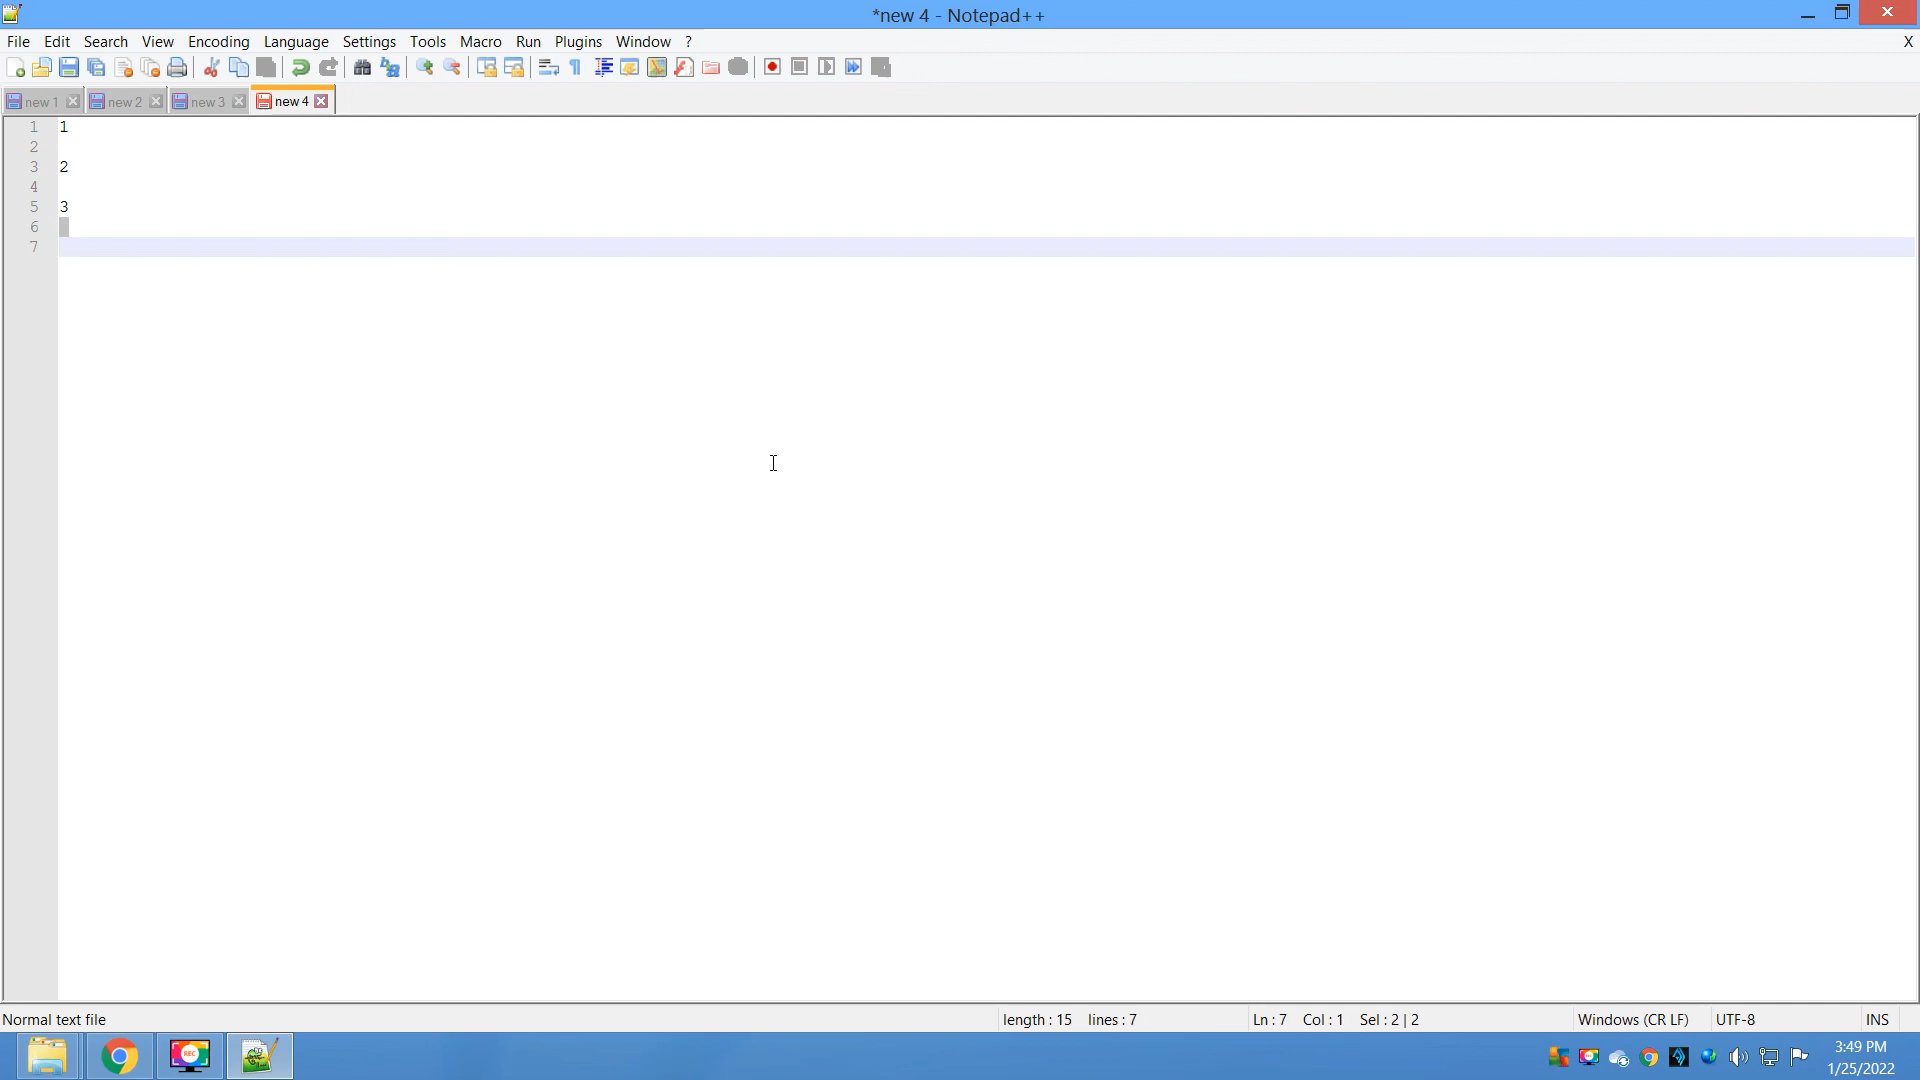 *new 4 - Notepad++
File Edit Search View Encoding Language Settings Tools Macro Run Plugins Window ? X
new 1 new 2 new 3 new 4
1 1
2
3 2
4
5 3
6
7
Normal text file length : 15 lines : 7 Ln : 7 Col : 1 Sel : 2 | 2 Windows (CR LF) UTF-8 INS
REC
3:49 PM
1/25/2022